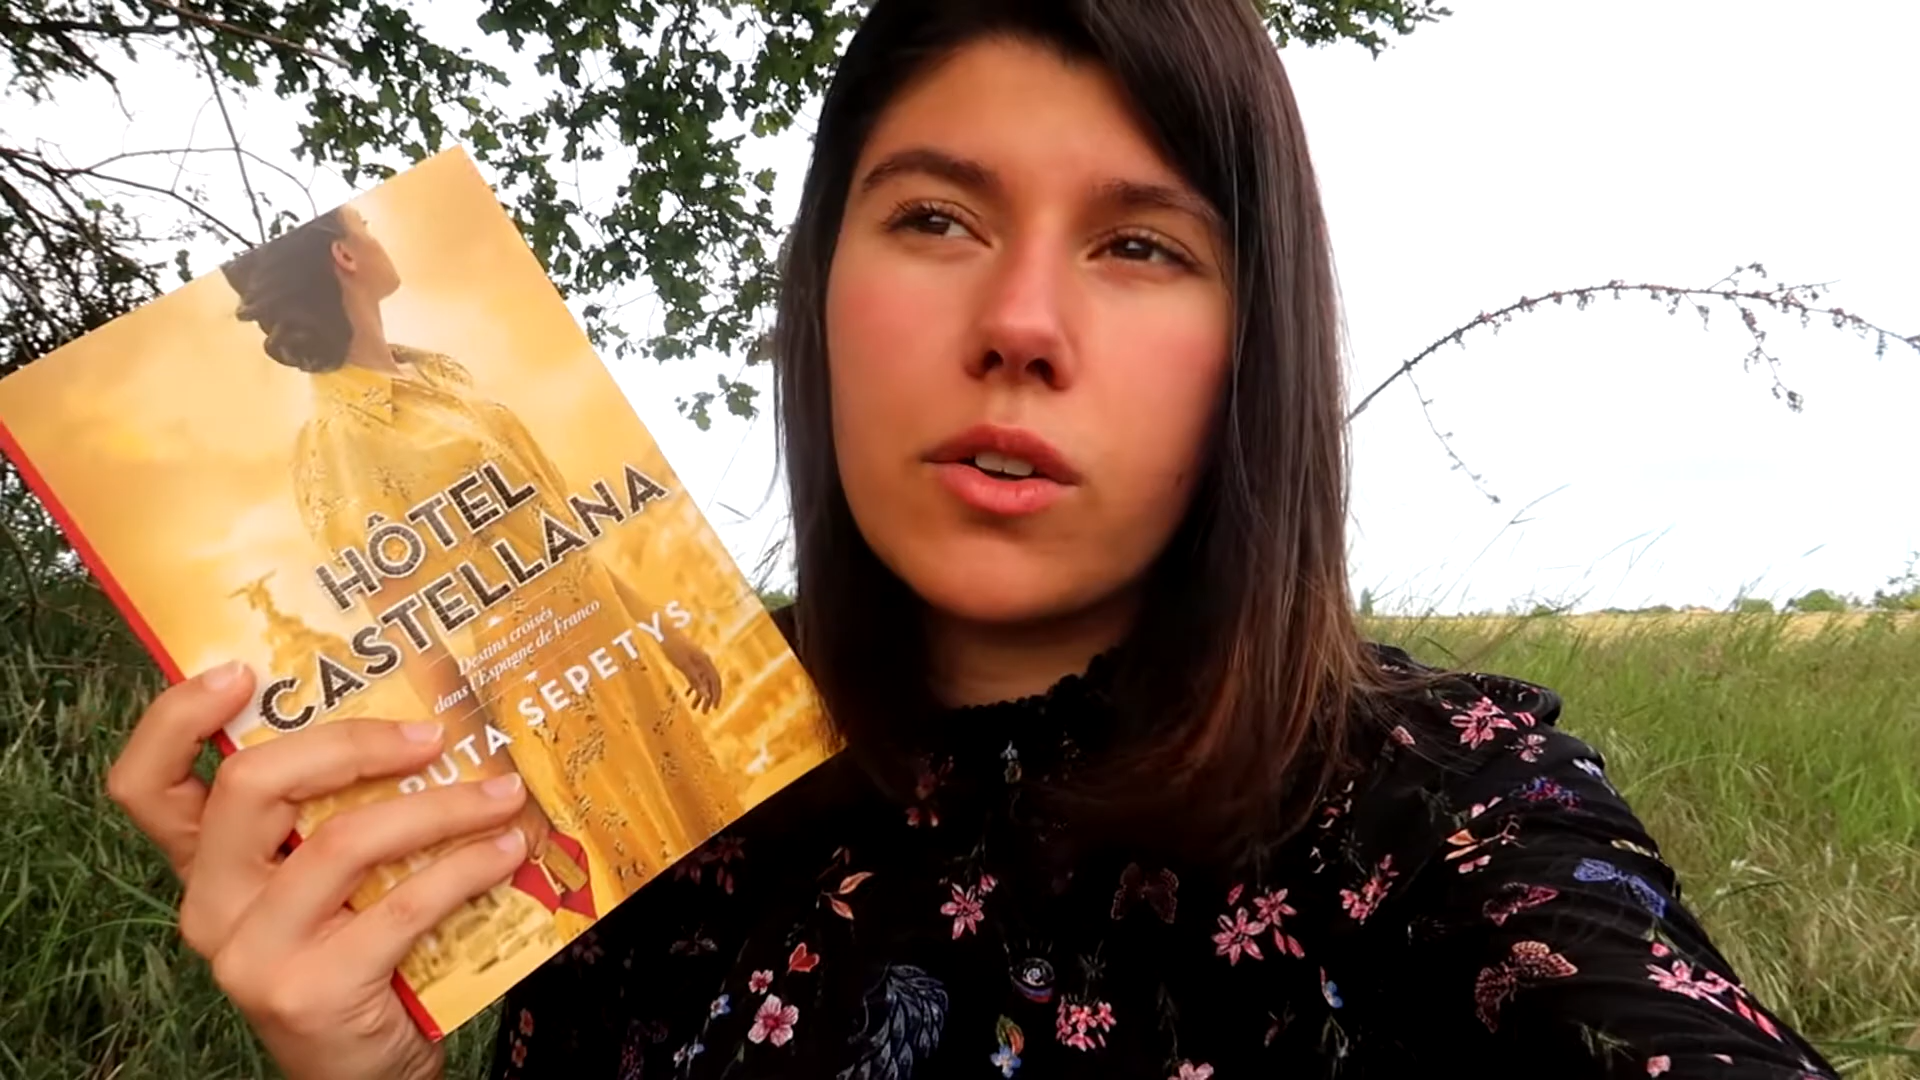 HÔTEL
CASTELLANA
Destins croisés
dans l'Espagne de Franco
RUTA SEPETYS